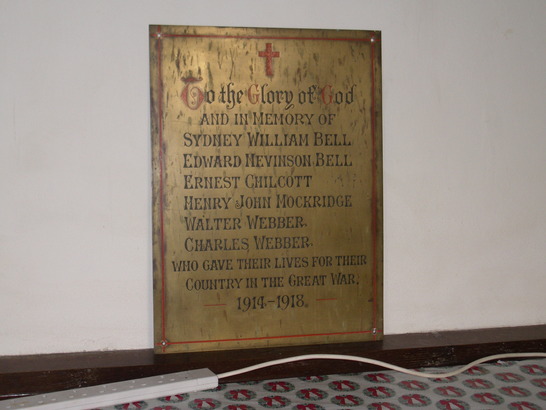 To the Glory of God
AND IN MEMORY OF
SYDNEY WILLIAM BELL
EDWARD NEVINSON BELL
ERNEST CHILCOTT
HENRY JOHN MOCKRIDGE
WALTER WEBBER.
CHARLES WEBBER.
WHO GAVE THEIR LIVES FOR THEIR
COUNTRY IN THE GREAT WAR,
1914-1918.